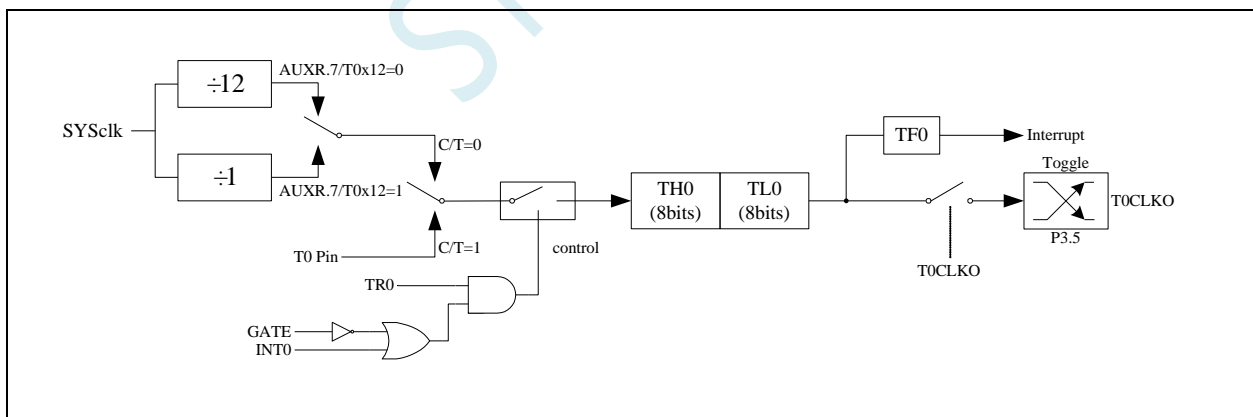 ÷12
AUXR.7/T0x12=0
SYSclk
÷1
AUXR.7/T0x12=1
C/T=0
C/T=1
T0 Pin
control
TR0
GATE
INT0
TH0
(8bits)
TL0
(8bits)
TF0
Interrupt
Toggle
T0CLKO
P3.5
T0CLKO